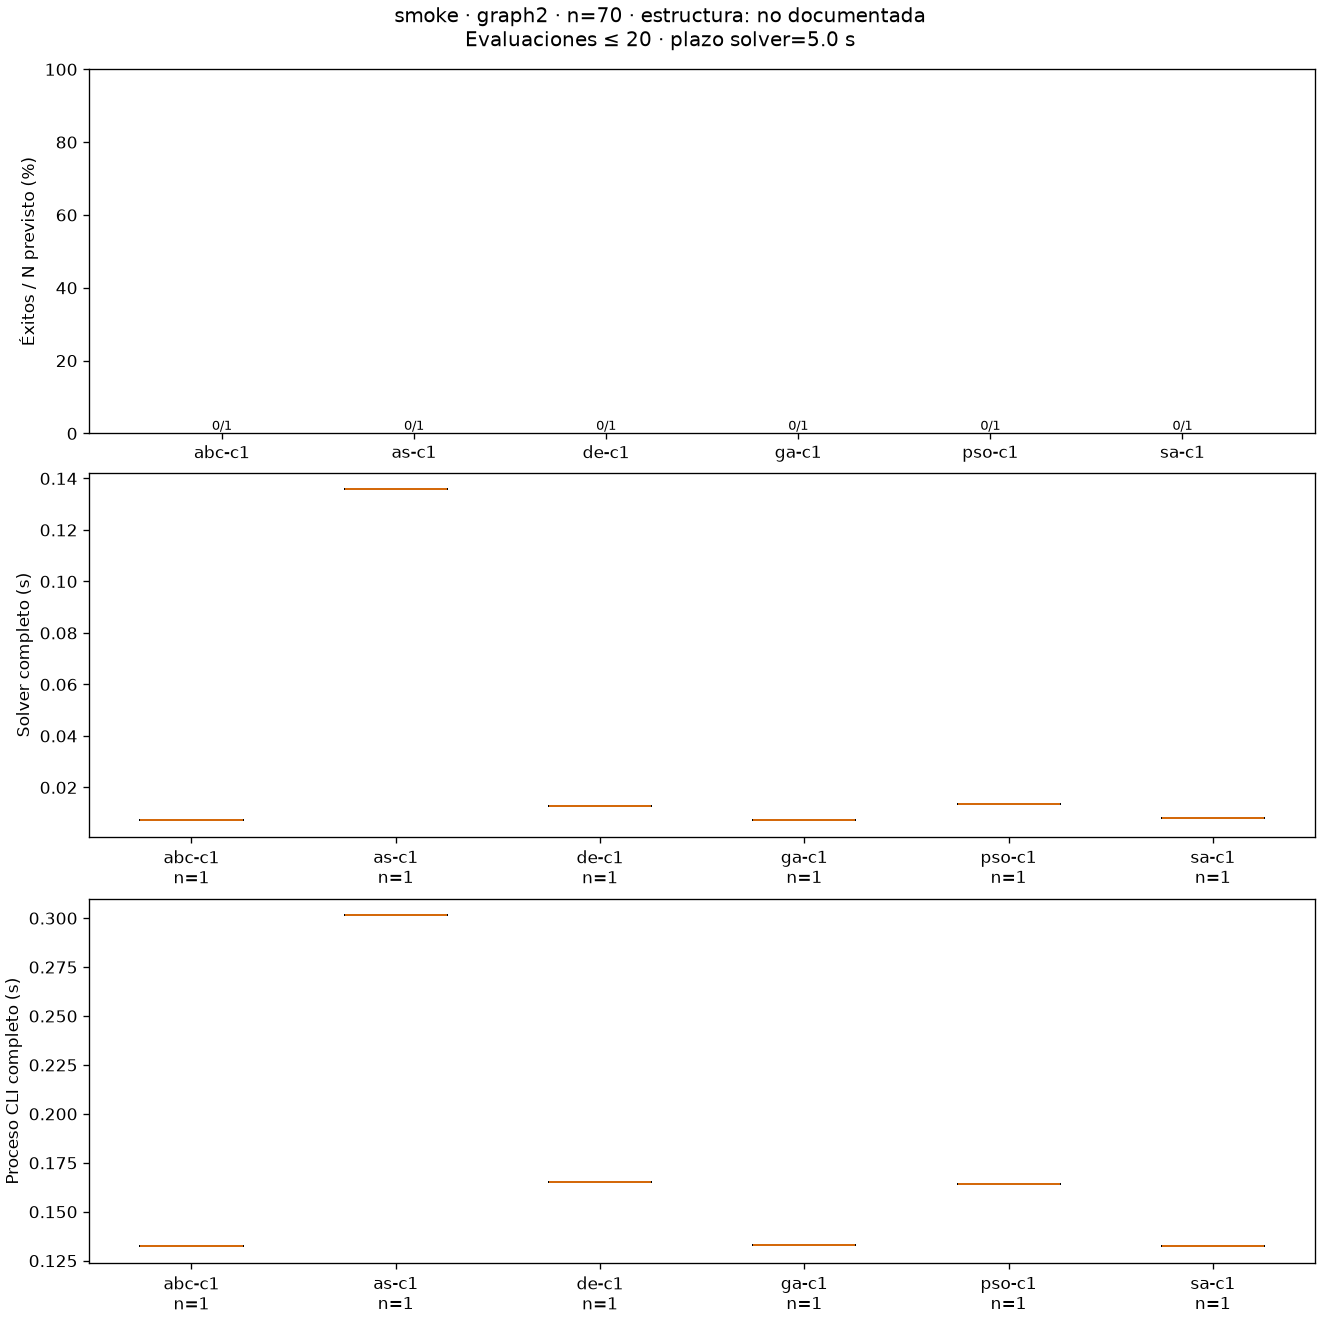 smoke · graph2 · n=70 · estructura: no documentada
Evaluaciones ≤ 20 · plazo solver=5.0 s
Éxitos / N previsto (%)
100
80
60
40
20
0
0/1 0/1 0/1 0/1 0/1 0/1
abc-c1 as-c1 de-c1 ga-c1 pso-c1 sa-c1
Solver completo (s)
0.14
0.12
0.10
0.08
0.06
0.04
0.02
abc-c1 as-c1 de-c1 ga-c1 pso-c1 sa-c1
n=1 n=1 n=1 n=1 n=1 n=1
Proceso CLI completo (s)
0.300
0.275
0.250
0.225
0.200
0.175
0.150
0.125
abc-c1 as-c1 de-c1 ga-c1 pso-c1 sa-c1
n=1 n=1 n=1 n=1 n=1 n=1